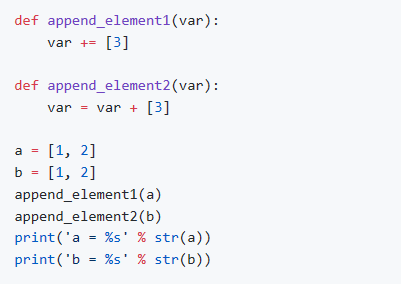 def append_element1(var):
    var += [3]

def append_element2(var):
    var = var + [3]

a = [1, 2]
b = [1, 2]
append_element1(a)
append_element2(b)
print('a = %s' % str(a))
print('b = %s' % str(b))